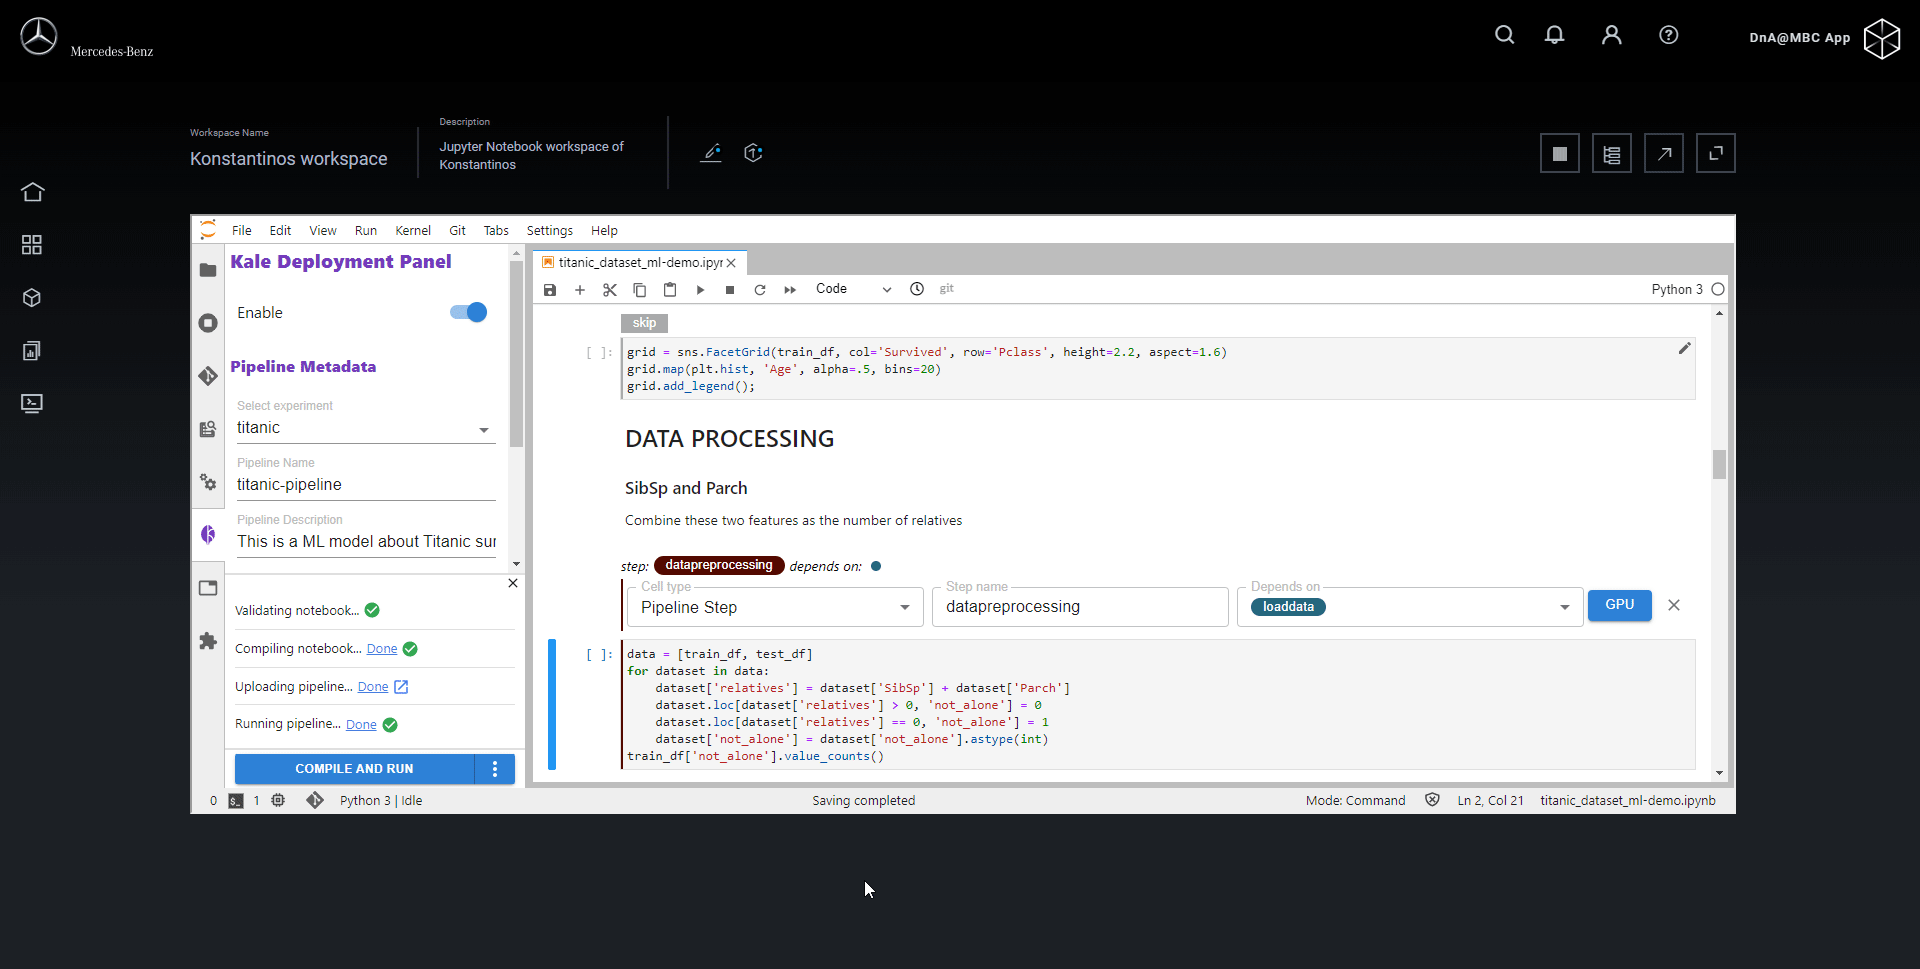 Mercedes-Benz
DnA@MBC App
Workspace Name
Konstantinos workspace
Description
Jupyter Notebook workspace of
Konstantinos
File Edit View Run Kernel Git Tabs Settings Help
Kale Deployment Panel
Enable
Pipeline Metadata
Select experiment
titanic
Pipeline Name
titanic-pipeline
Pipeline Description
This is a ML model about Titanic sur
Validating notebook...
Compiling notebook... Done
Uploading pipeline... Done
Running pipeline... Done
COMPILE AND RUN
titanic_dataset_ml-demo.ipyr
Code
git
Python 3
skip
[ ]:
grid = sns.FacetGrid(train_df, col='Survived', row='Pclass', height=2.2, aspect=1.6)
grid.map(plt.hist, 'Age', alpha=.5, bins=20)
grid.add_legend();
DATA PROCESSING
SibSp and Parch
Combine these two features as the number of relatives
step: datapreprocessing depends on:
Cell type
Pipeline Step
Step name
datapreprocessing
Depends on
loaddata
GPU
[ ]:
data = [train_df, test_df]
for dataset in data:
    dataset['relatives'] = dataset['SibSp'] + dataset['Parch']
    dataset.loc[dataset['relatives'] > 0, 'not_alone'] = 0
    dataset.loc[dataset['relatives'] == 0, 'not_alone'] = 1
    dataset['not_alone'] = dataset['not_alone'].astype(int)
train_df['not_alone'].value_counts()
0 $_ 1 Python 3 | Idle
Saving completed
Mode: Command Ln 2, Col 21 titanic_dataset_ml-demo.ipynb